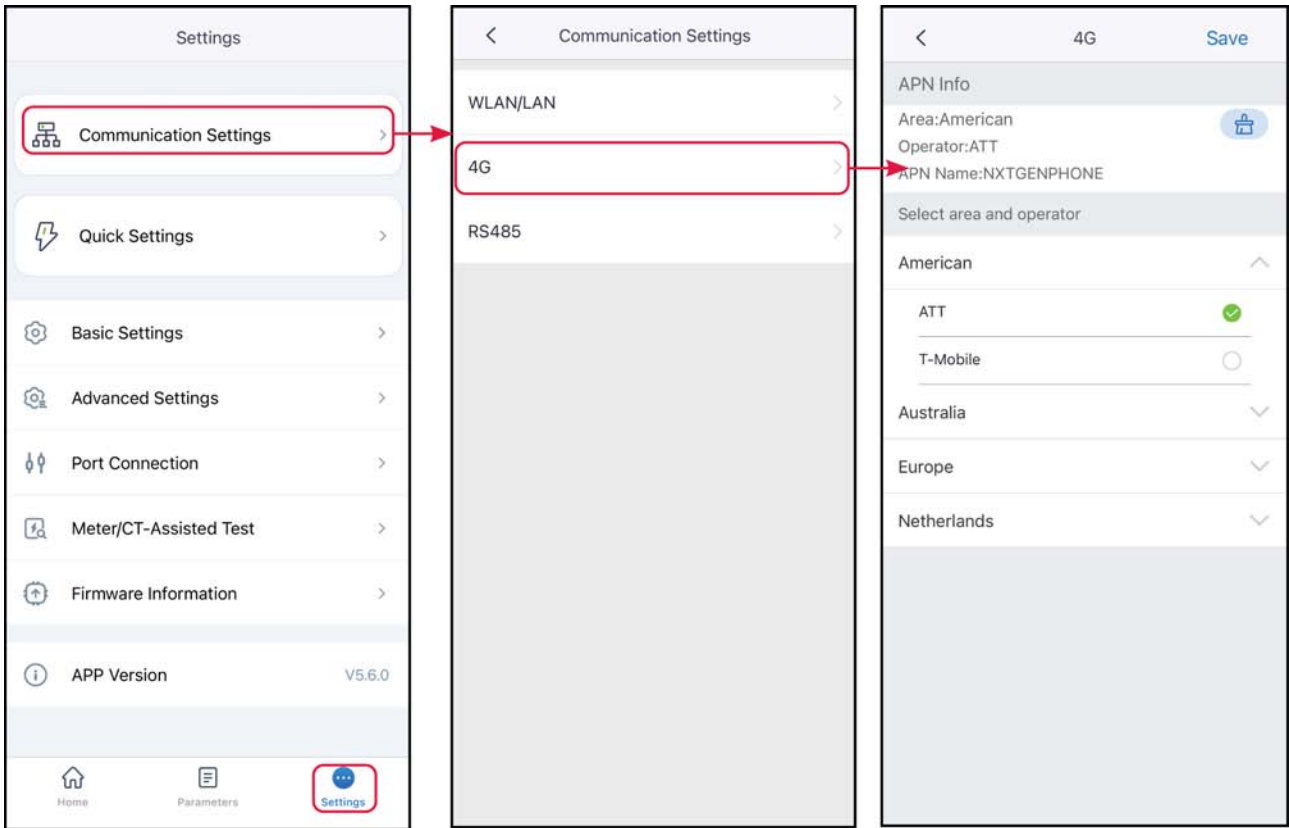 Settings
Communication Settings
Quick Settings
Basic Settings
Advanced Settings
Port Connection
Meter/CT-Assisted Test
Firmware Information
APP Version V5.6.0
Home Parameters Settings
Communication Settings
WLAN/LAN
4G
RS485
4G Save
APN Info
Area:American
Operator:ATT
APN Name:NXTGENPHONE
Select area and operator
American
ATT
T-Mobile
Australia
Europe
Netherlands